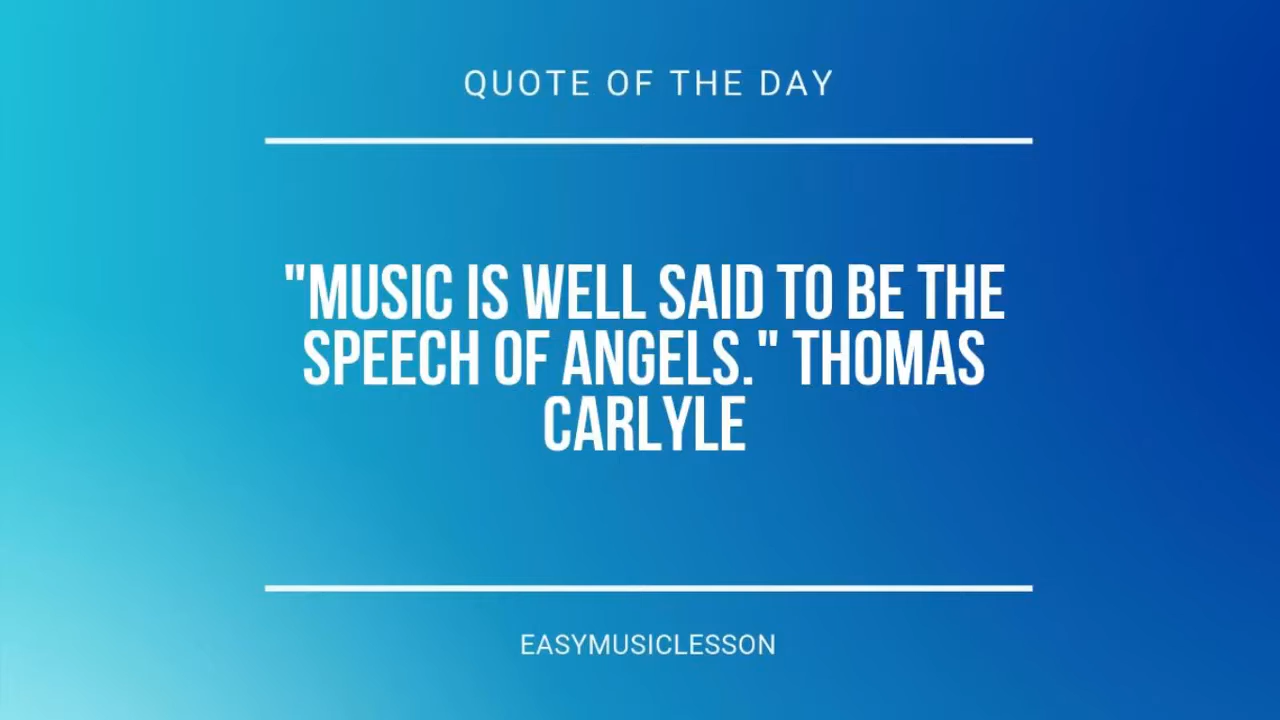 QUOTE OF THE DAY
"MUSIC IS WELL SAID TO BE THE
SPEECH OF ANGELS." THOMAS
CARLYLE
EASYMUSICLESSON